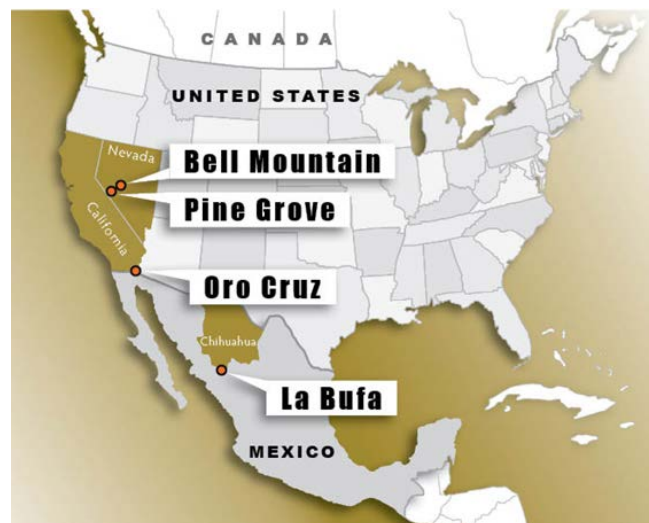 CANADA
UNITED STATES
Nevada
Bell Mountain
Pine Grove
California
Oro Cruz
Chihuahua
La Bufa
MEXICO